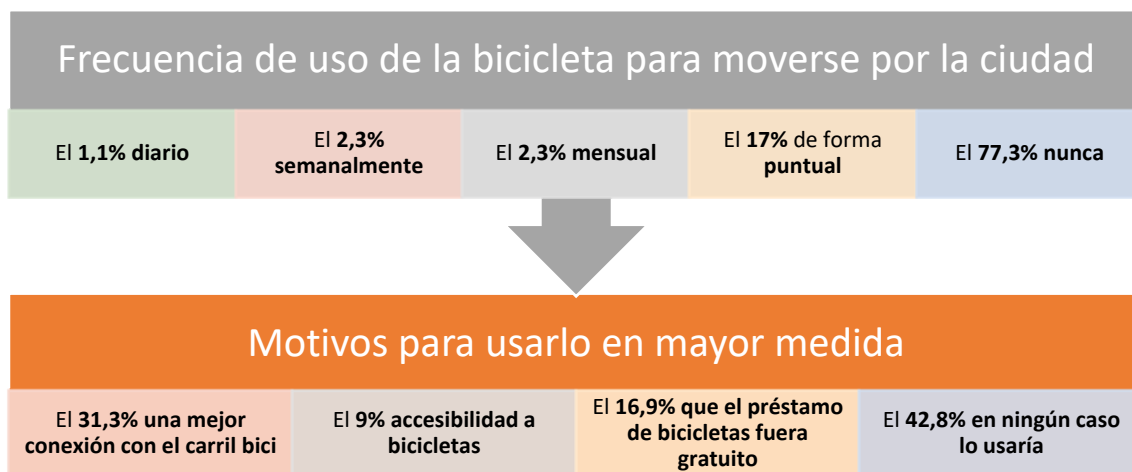 Frecuencia de uso de la bicicleta para moverse por la ciudad
El 1,1% diario
El 2,3%
semanalmente
El 2,3% mensual
El 17% de forma
puntual
El 77,3% nunca
Motivos para usarlo en mayor medida
El 31,3% una mejor
conexión con el carril bici
El 9% accesibilidad a
bicicletas
El 16,9% que el préstamo
de bicicletas fuera
gratuito
El 42,8% en ningún caso
lo usaría